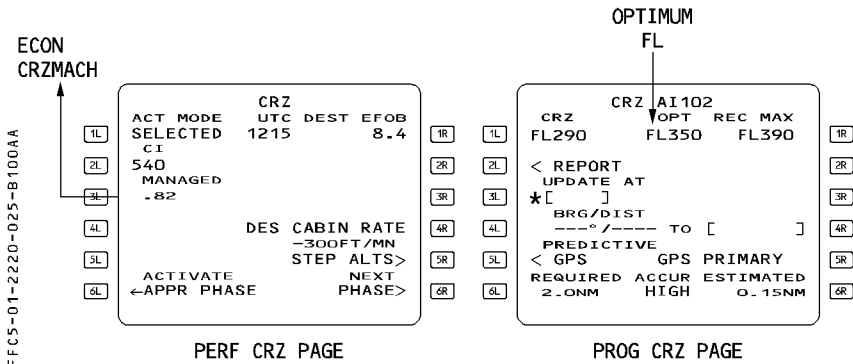 OPTIMUM
FL
ECON
CRZMACH
CRZ
ACT MODE UTC DEST EFOB
1L SELECTED 1215 8.4 1R
CI
2L 540 2R
MANAGED
3L .82 3R
4L DES CABIN RATE 4R
-300FT/MN
5L STEP ALTS> 5R
ACTIVATE NEXT
6L ←APPR PHASE PHASE> 6R
PERF CRZ PAGE
CRZ AI102
CRZ OPT REC MAX
1L FL290 FL350 FL390 1R
2L < REPORT 2R
UPDATE AT
3L *[ ] 3R
BRG/DIST
4L ---°/---- TO [ ] 4R
PREDICTIVE
5L < GPS GPS PRIMARY 5R
REQUIRED ACCUR ESTIMATED
6L 2.0NM HIGH 0.15NM 6R
PROG CRZ PAGE
FFC5-01-2220-025-B100AA